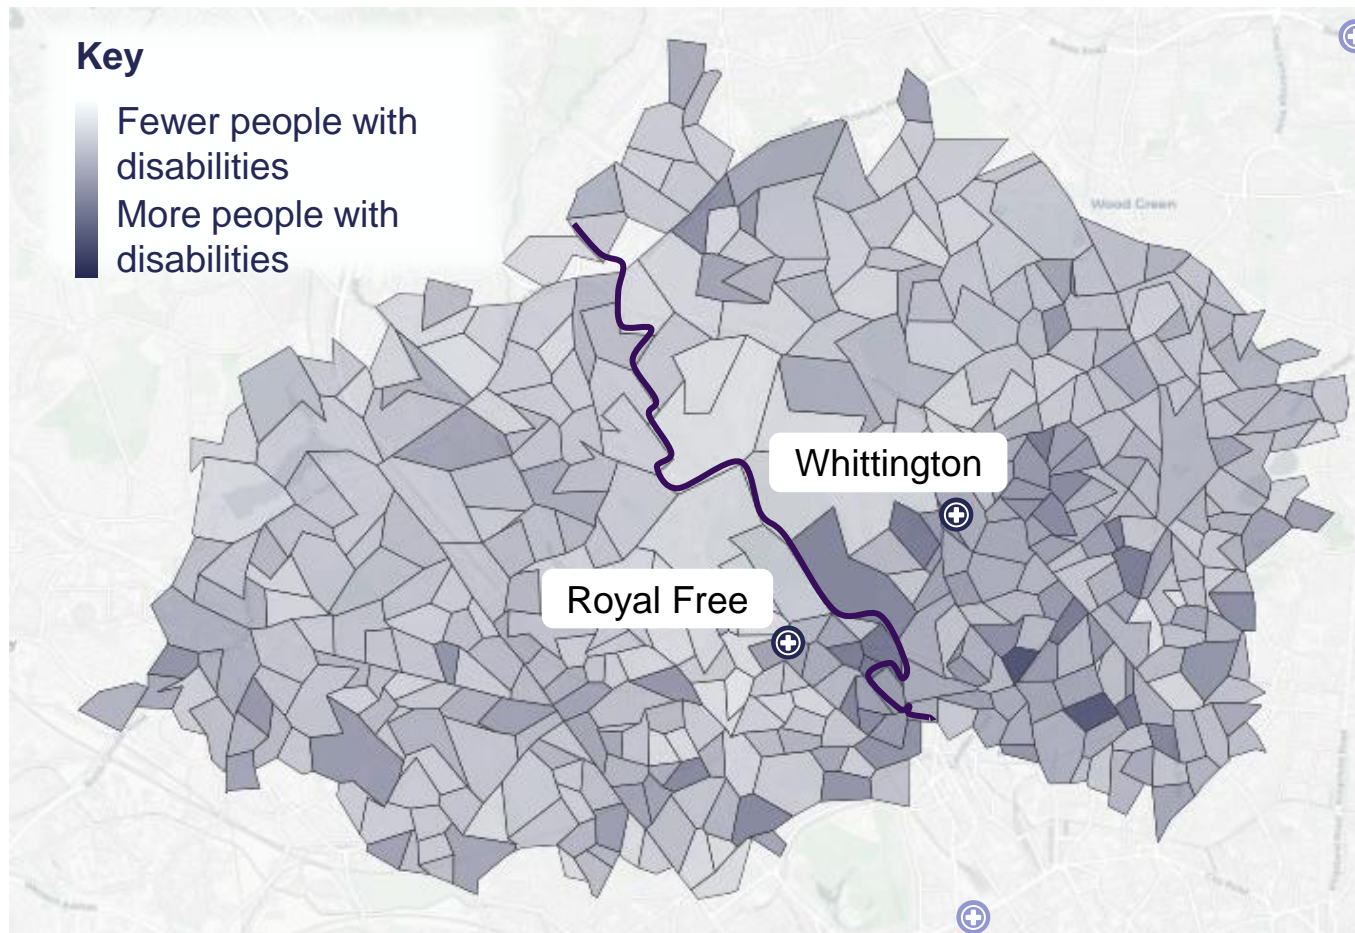 Key
Fewer people with
disabilities
More people with
disabilities
Wood Green
Whittington
Royal Free